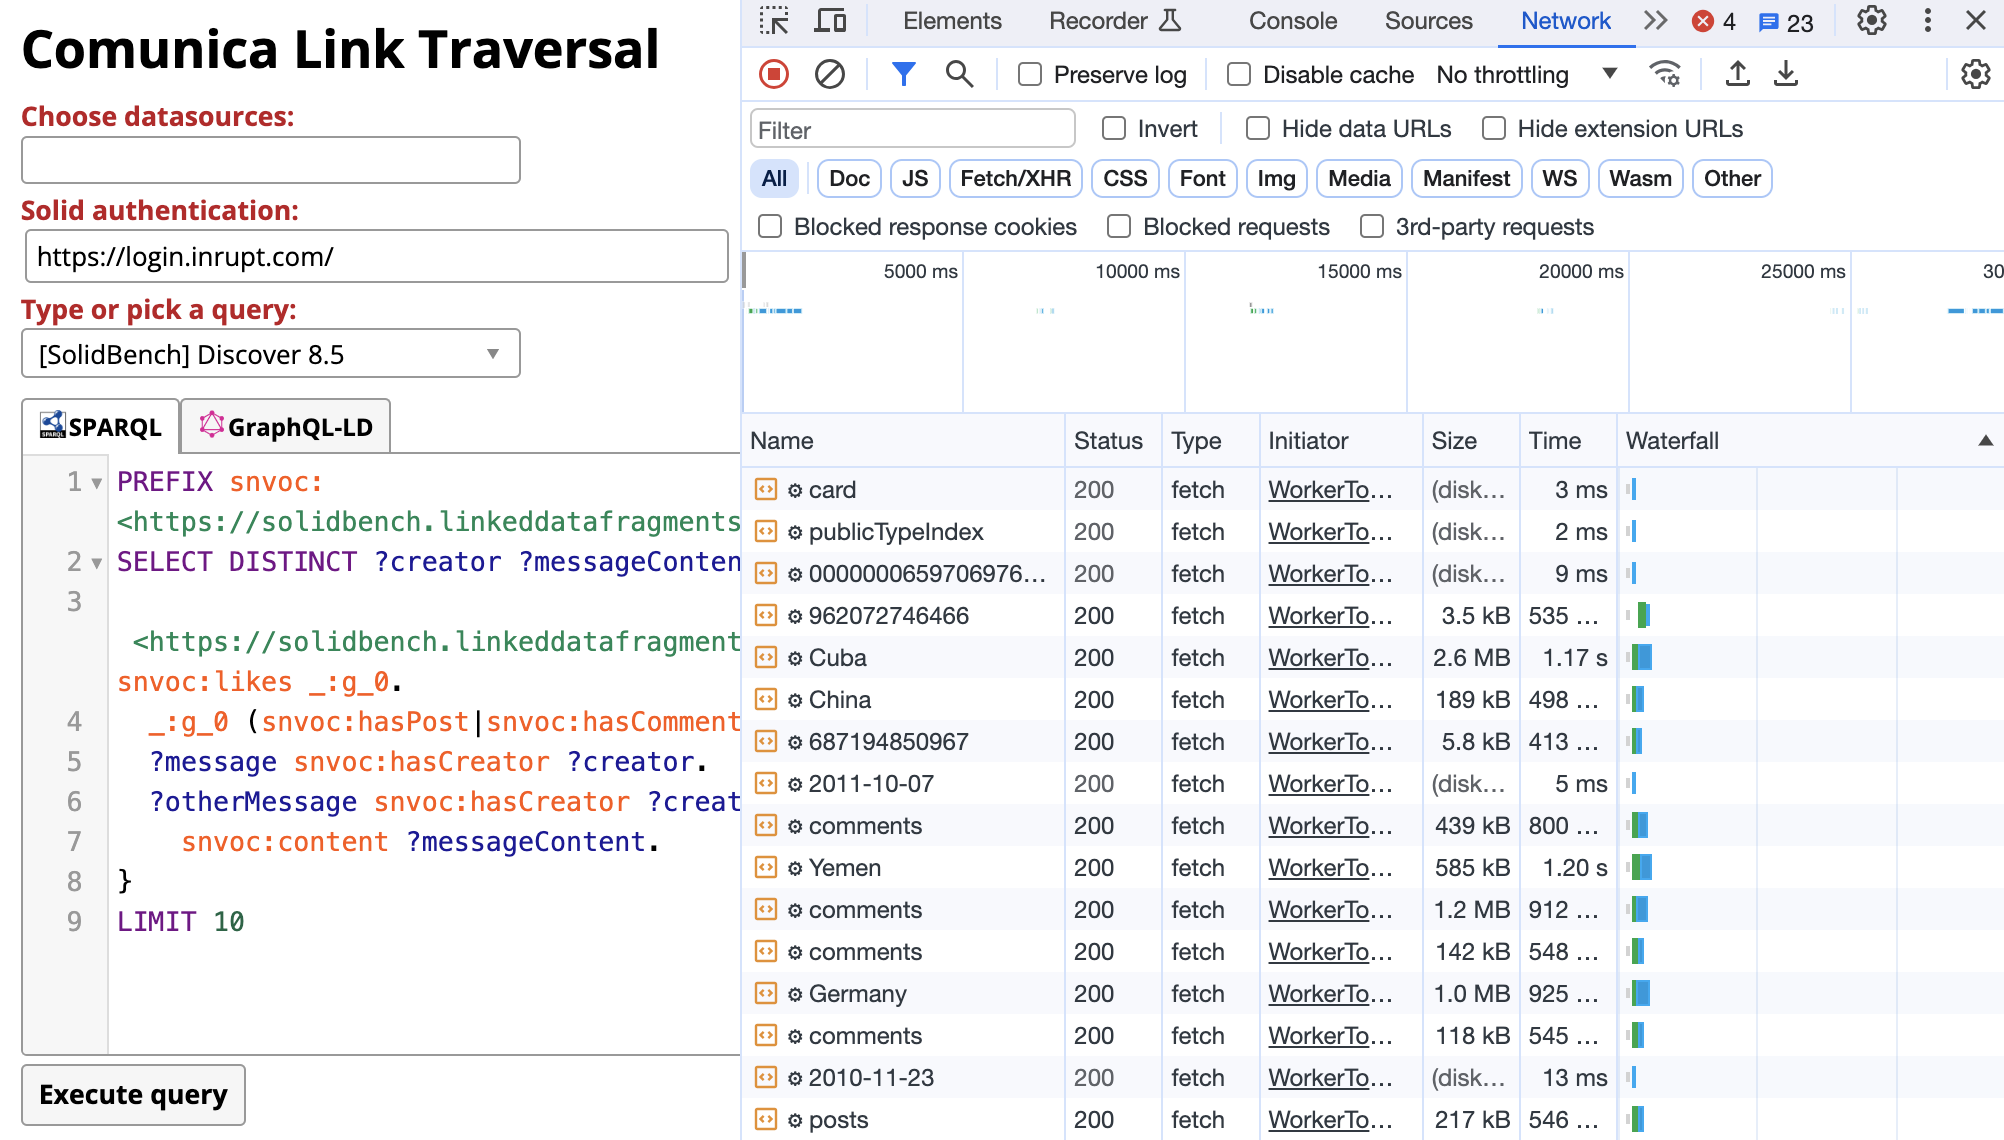 Comunica Link Traversal
Choose datasources:
Solid authentication:
https://login.inrupt.com/
Type or pick a query:
[SolidBench] Discover 8.5
SPARQL
GraphQL-LD
1 PREFIX snvoc:
<https://solidbench.linkeddatafragments
2 SELECT DISTINCT ?creator ?messageConten
3
<https://solidbench.linkeddatafragment
snvoc:likes _:g_0.
4 _:g_0 (snvoc:hasPost|snvoc:hasComment
5 ?message snvoc:hasCreator ?creator.
6 ?otherMessage snvoc:hasCreator ?creat
7 snvoc:content ?messageContent.
8 }
9 LIMIT 10
Execute query
Elements Recorder Console Sources Network 4 23
Preserve log Disable cache No throttling
Filter Invert Hide data URLs Hide extension URLs
All Doc JS Fetch/XHR CSS Font Img Media Manifest WS Wasm Other
Blocked response cookies Blocked requests 3rd-party requests
5000 ms 10000 ms 15000 ms 20000 ms 25000 ms 30
Name Status Type Initiator Size Time Waterfall
card 200 fetch WorkerTo... (disk... 3 ms
publicTypeIndex 200 fetch WorkerTo... (disk... 2 ms
0000000659706976... 200 fetch WorkerTo... (disk... 9 ms
962072746466 200 fetch WorkerTo... 3.5 kB 535 ...
Cuba 200 fetch WorkerTo... 2.6 MB 1.17 s
China 200 fetch WorkerTo... 189 kB 498 ...
687194850967 200 fetch WorkerTo... 5.8 kB 413 ...
2011-10-07 200 fetch WorkerTo... (disk... 5 ms
comments 200 fetch WorkerTo... 439 kB 800 ...
Yemen 200 fetch WorkerTo... 585 kB 1.20 s
comments 200 fetch WorkerTo... 1.2 MB 912 ...
comments 200 fetch WorkerTo... 142 kB 548 ...
Germany 200 fetch WorkerTo... 1.0 MB 925 ...
comments 200 fetch WorkerTo... 118 kB 545 ...
2010-11-23 200 fetch WorkerTo... (disk... 13 ms
posts 200 fetch WorkerTo... 217 kB 546 ...